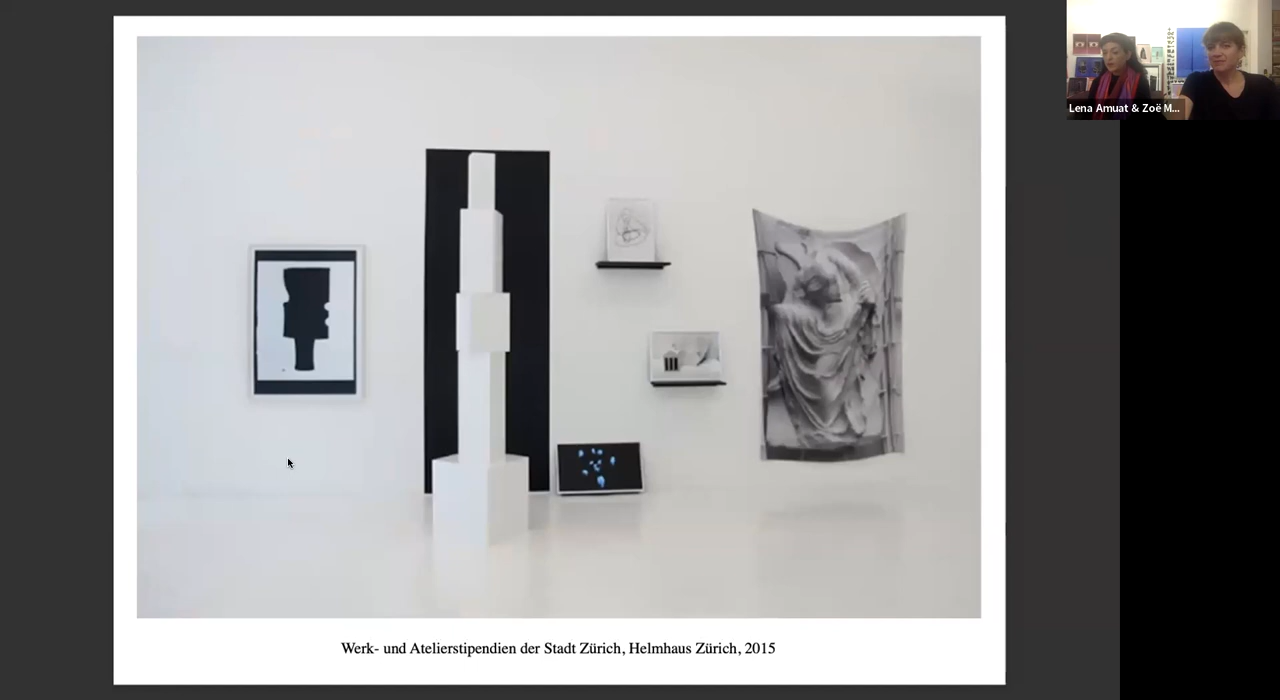 Lena Amuat & Zoë M...
Werk- und Atelierstipendien der Stadt Zürich, Helmhaus Zürich, 2015